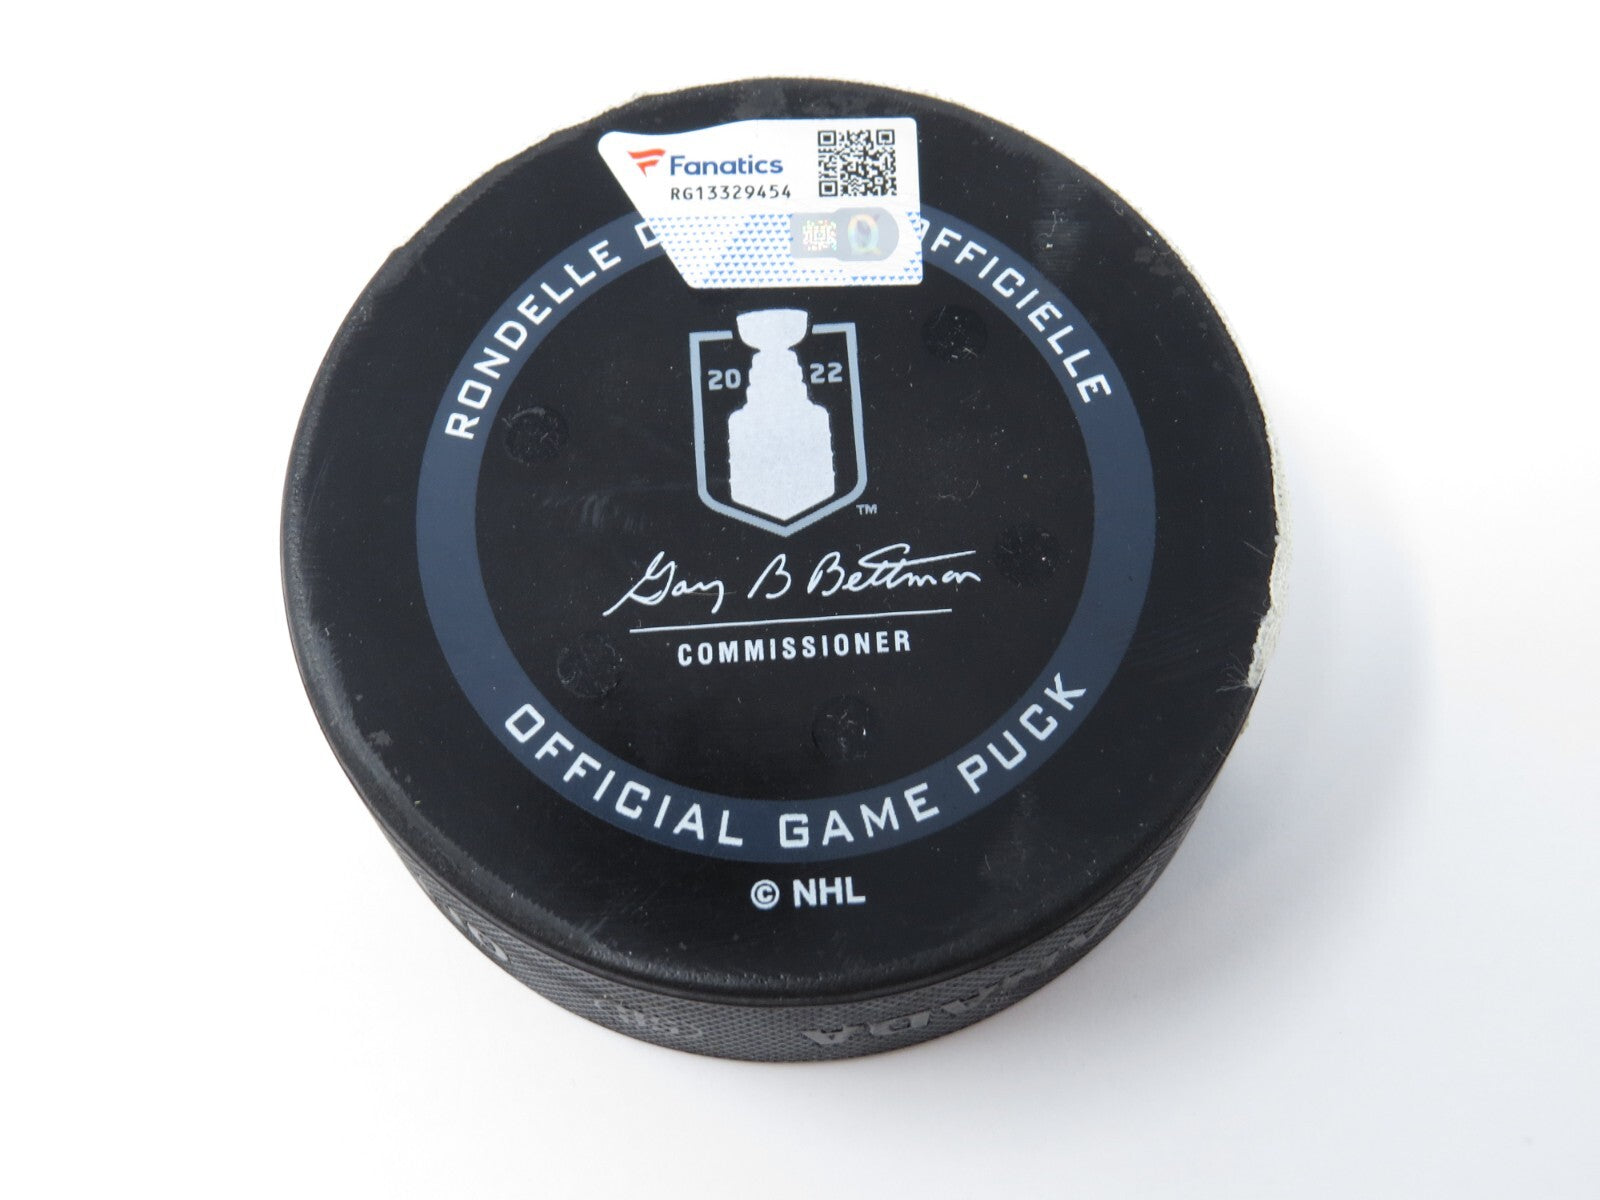 Fanatics
RG13329454
RONDELLE
OFFICIELLE
20 22
TM
Gary B Bettman
COMMISSIONER
OFFICIAL GAME PUCK
© NHL